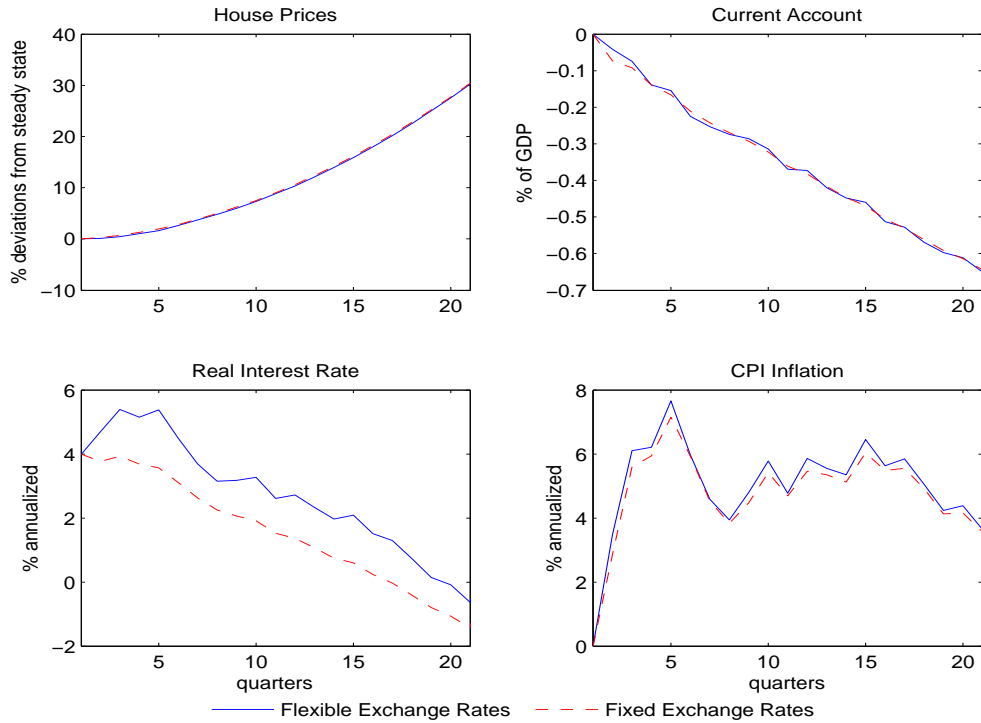 House Prices
% deviations from steady state
40
30
20
10
0
−10
5 10 15 20
Current Account
% of GDP
0
−0.1
−0.2
−0.3
−0.4
−0.5
−0.6
−0.7
5 10 15 20
Real Interest Rate
% annualized
6
4
2
0
−2
5 10 15 20
quarters
CPI Inflation
% annualized
8
6
4
2
0
5 10 15 20
quarters
Flexible Exchange Rates Fixed Exchange Rates